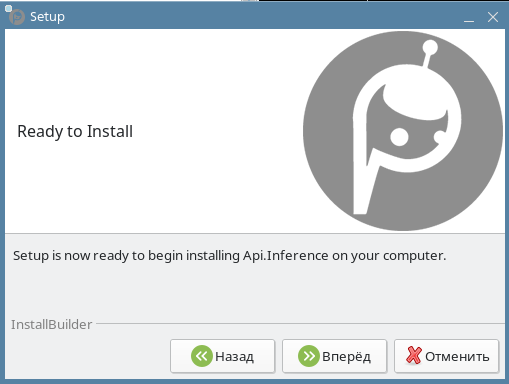 Setup
Ready to Install
Setup is now ready to begin installing Api.Inference on your computer.
InstallBuilder
Назад
Вперёд
Отменить